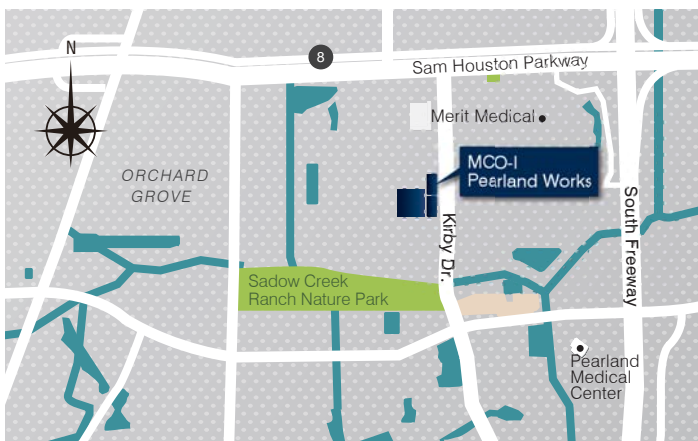 N
8
Sam Houston Parkway
Merit Medical
MCO-I
Pearland Works
ORCHARD
GROVE
South Freeway
Kirby Dr.
Sadow Creek
Ranch Nature Park
Pearland
Medical
Center